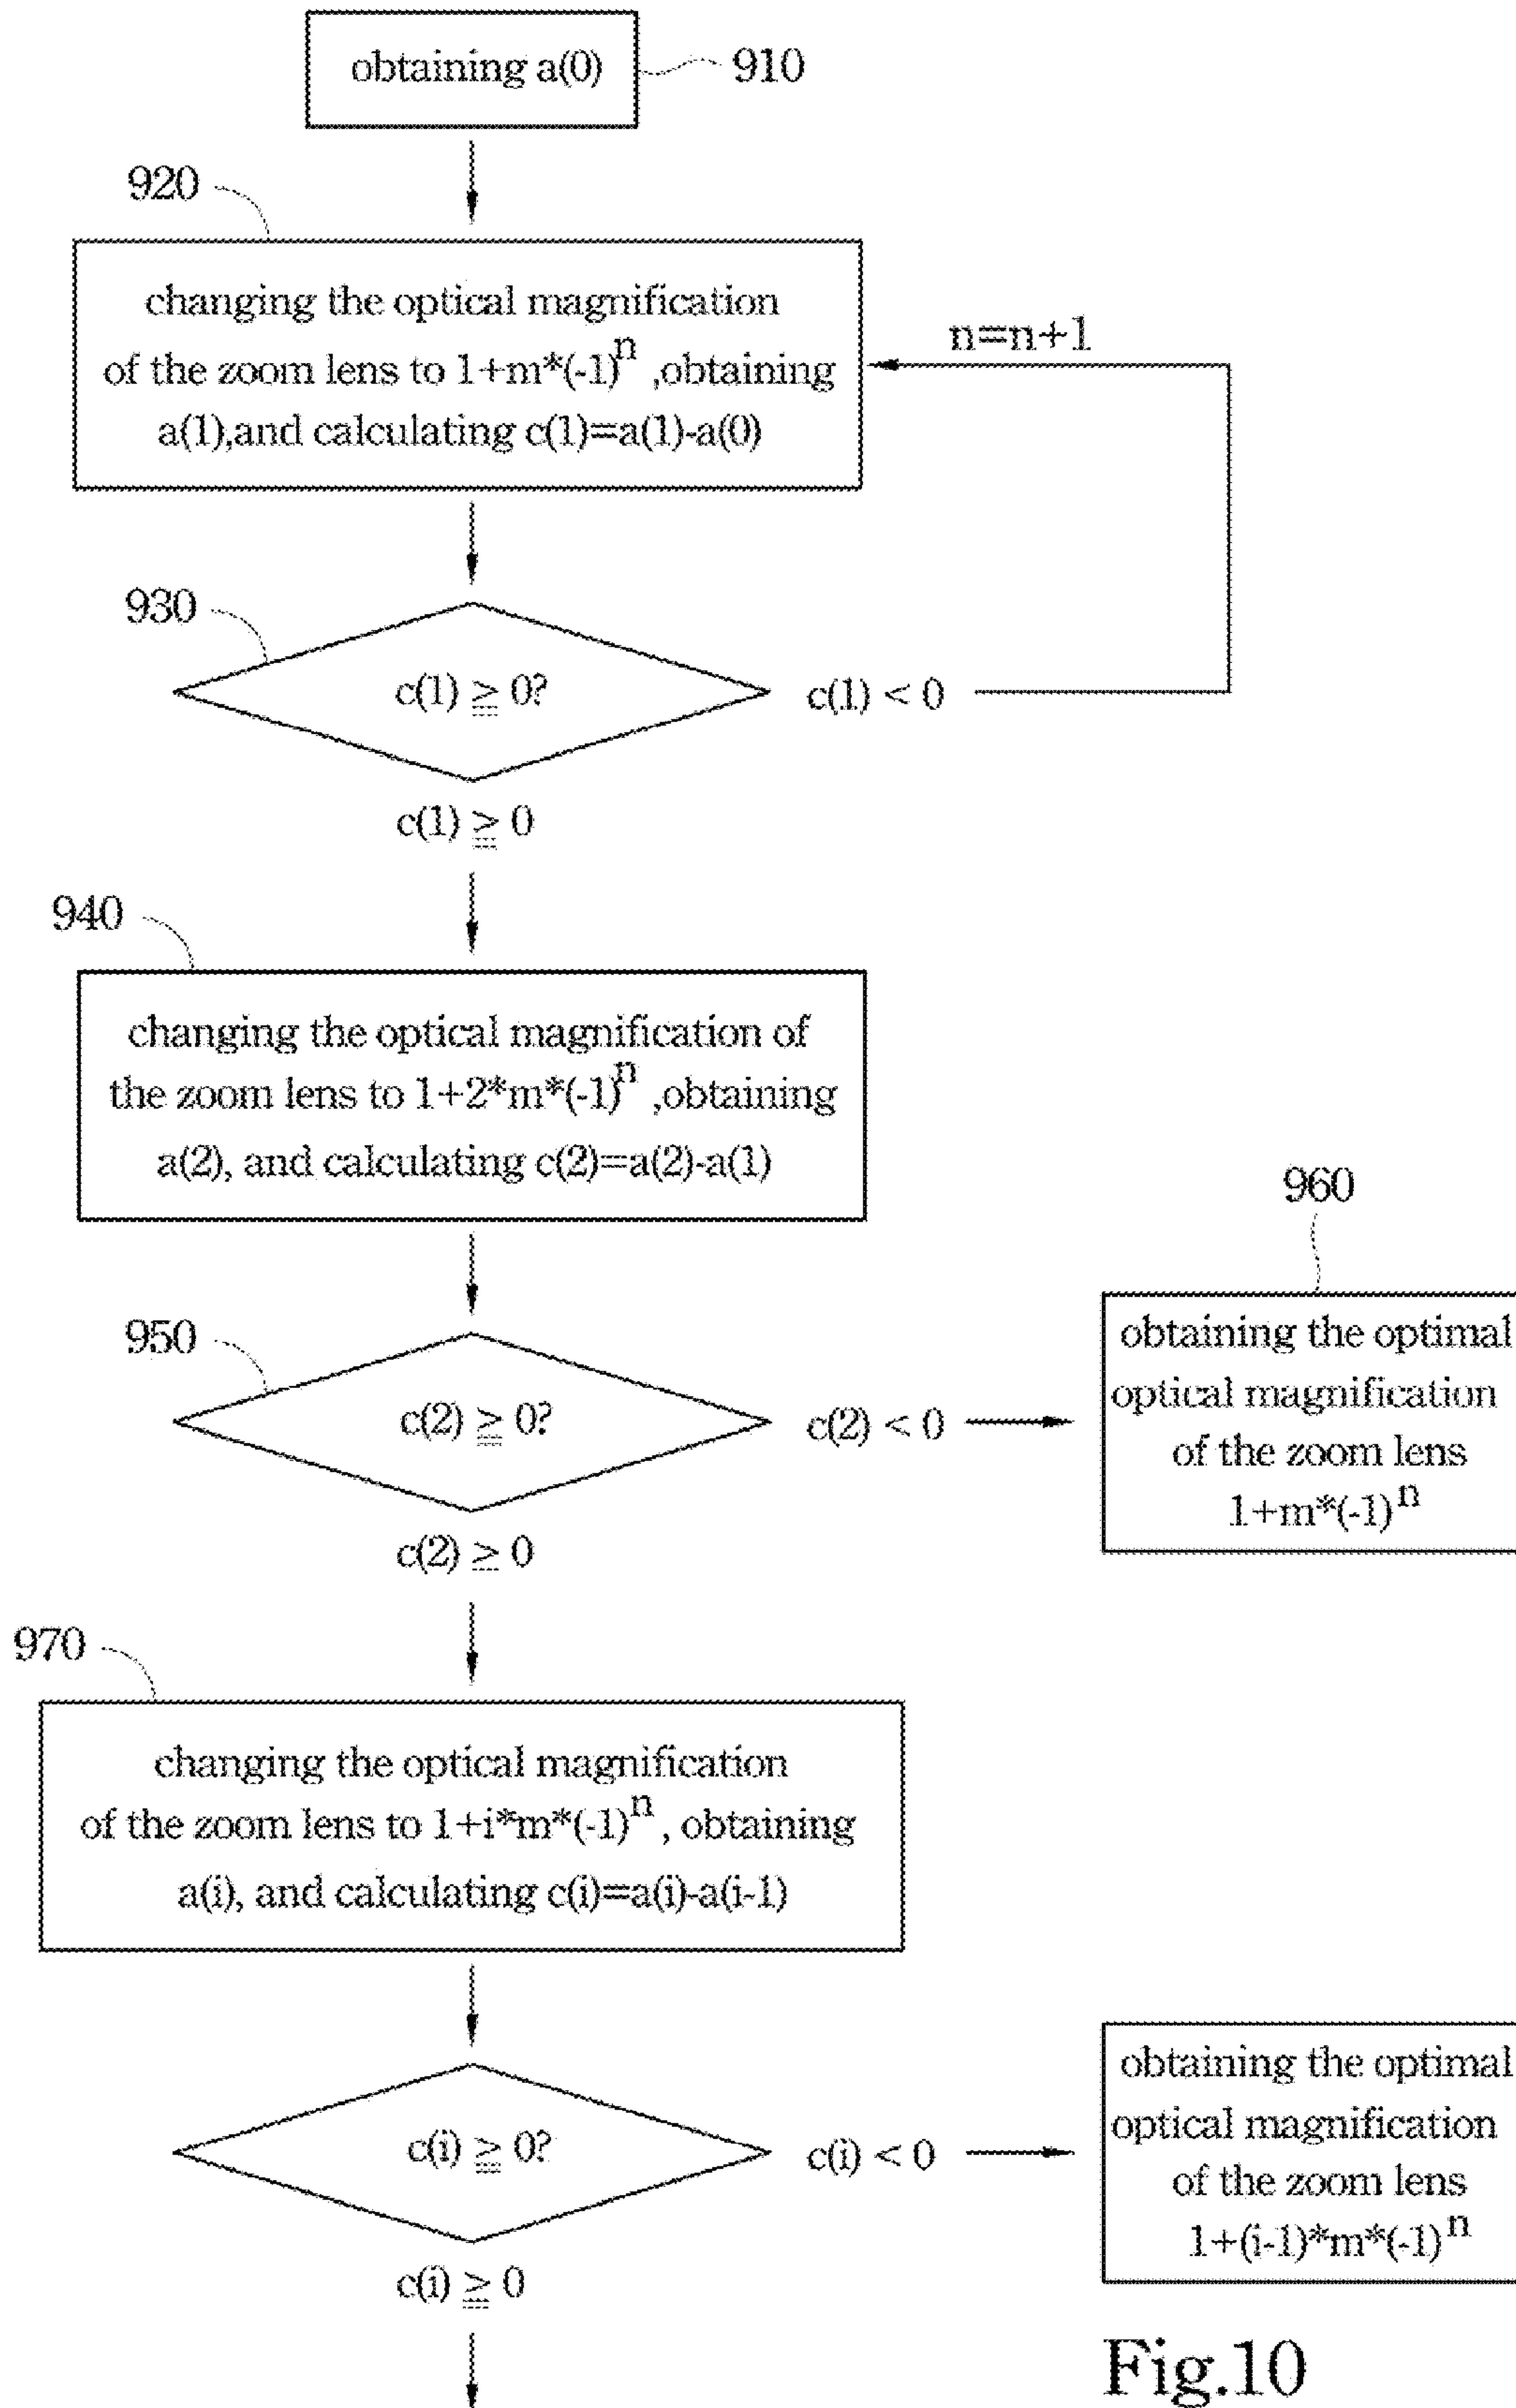 obtaining a(0)
910
920
changing the optical magnification
of the zoom lens to 1+m*(-1)^n ,obtaining
a(1),and calculating c(1)=a(1)-a(0)
n=n+1
930
c(1) ≧ 0?
c(1) < 0
c(1) ≧ 0
940
changing the optical magnification of
the zoom lens to 1+2*m*(-1)^n ,obtaining
a(2), and calculating c(2)=a(2)-a(1)
950
c(2) ≧ 0?
c(2) < 0
960
obtaining the optimal
optical magnification
of the zoom lens
1+m*(-1)^n
c(2) ≥ 0
970
changing the optical magnification
of the zoom lens to 1+i*m*(-1)^n, obtaining
a(i), and calculating c(i)=a(i)-a(i-1)
c(i) ≧ 0?
c(i) < 0
obtaining the optimal
optical magnification
of the zoom lens
1+(i-1)*m*(-1)^n
c(i) ≧ 0
Fig.10